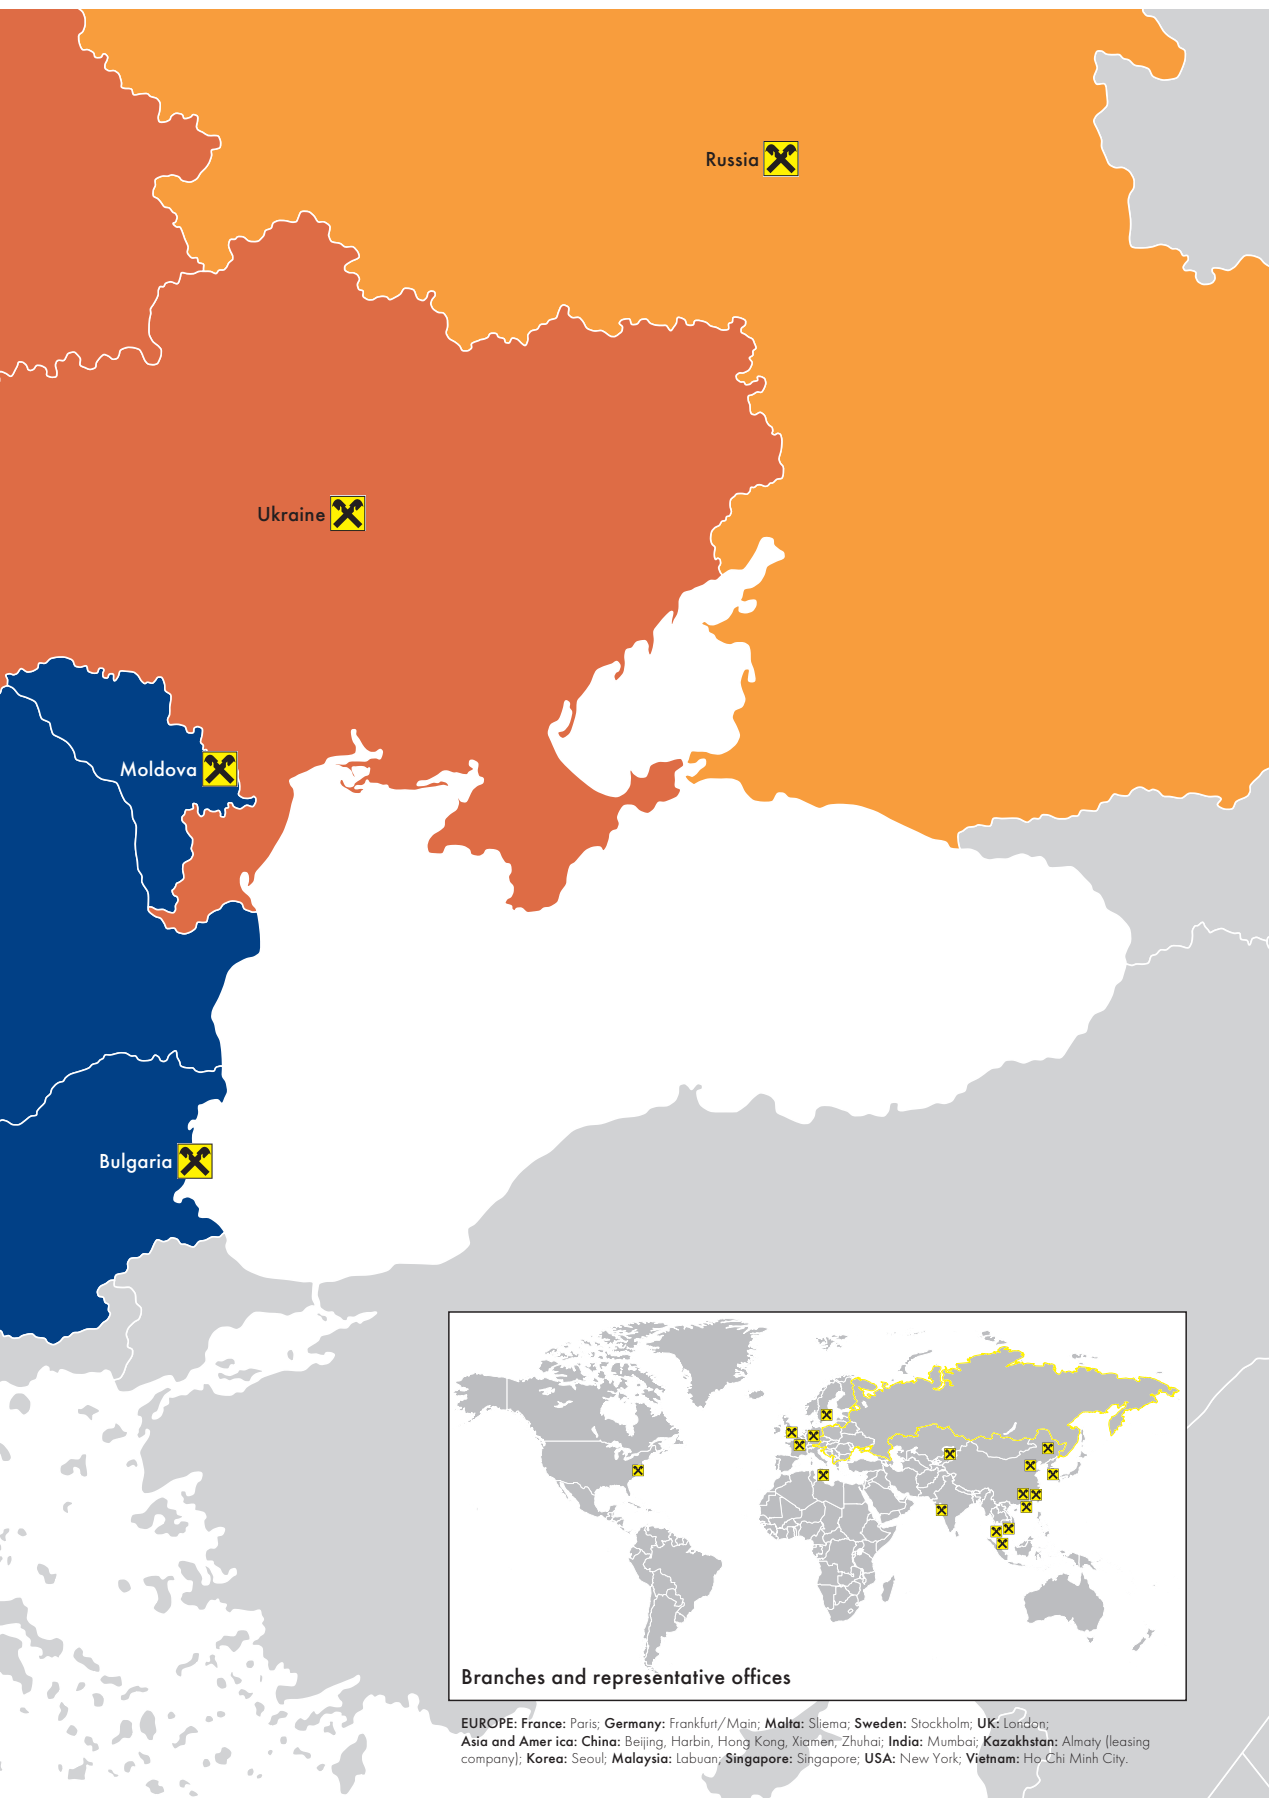 Russia
Ukraine
Moldova
Bulgaria
Branches and representative offices
EUROPE: France: Paris; Germany: Frankfurt/Main; Malta: Sliema; Sweden: Stockholm; UK: London;
Asia and Amer ica: China: Beijing, Harbin, Hong Kong, Xiamen, Zhuhai; India: Mumbai; Kazakhstan: Almaty (leasing
company); Korea: Seoul; Malaysia: Labuan; Singapore: Singapore; USA: New York; Vietnam: Ho Chi Minh City.